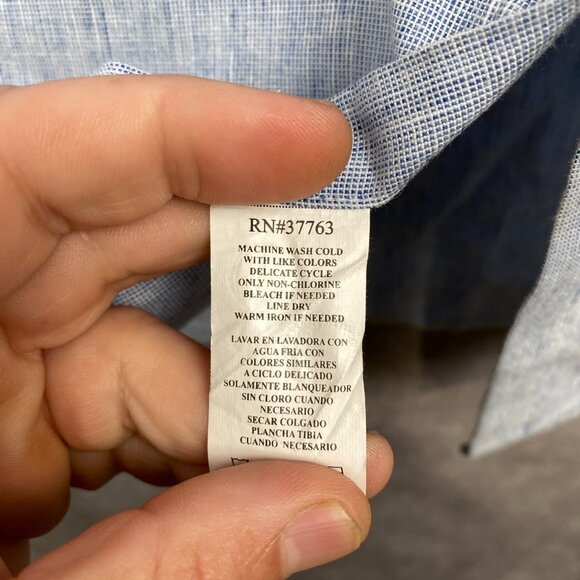 RN#37763
MACHINE WASH COLD
WITH LIKE COLORS
DELICATE CYCLE
ONLY NON-CHLORINE
BLEACH IF NEEDED
LINE DRY
WARM IRON IF NEEDED
LAVAR EN LAVADORA CON
AGUA FRIA CON
COLORES SIMILARES
A CICLO DELICADO
SOLAMENTE BLANQUEADOR
SIN CLORO CUANDO
NECESARIO
SECAR COLGADO
PLANCHA TIBIA
CUANDO NECESARIO